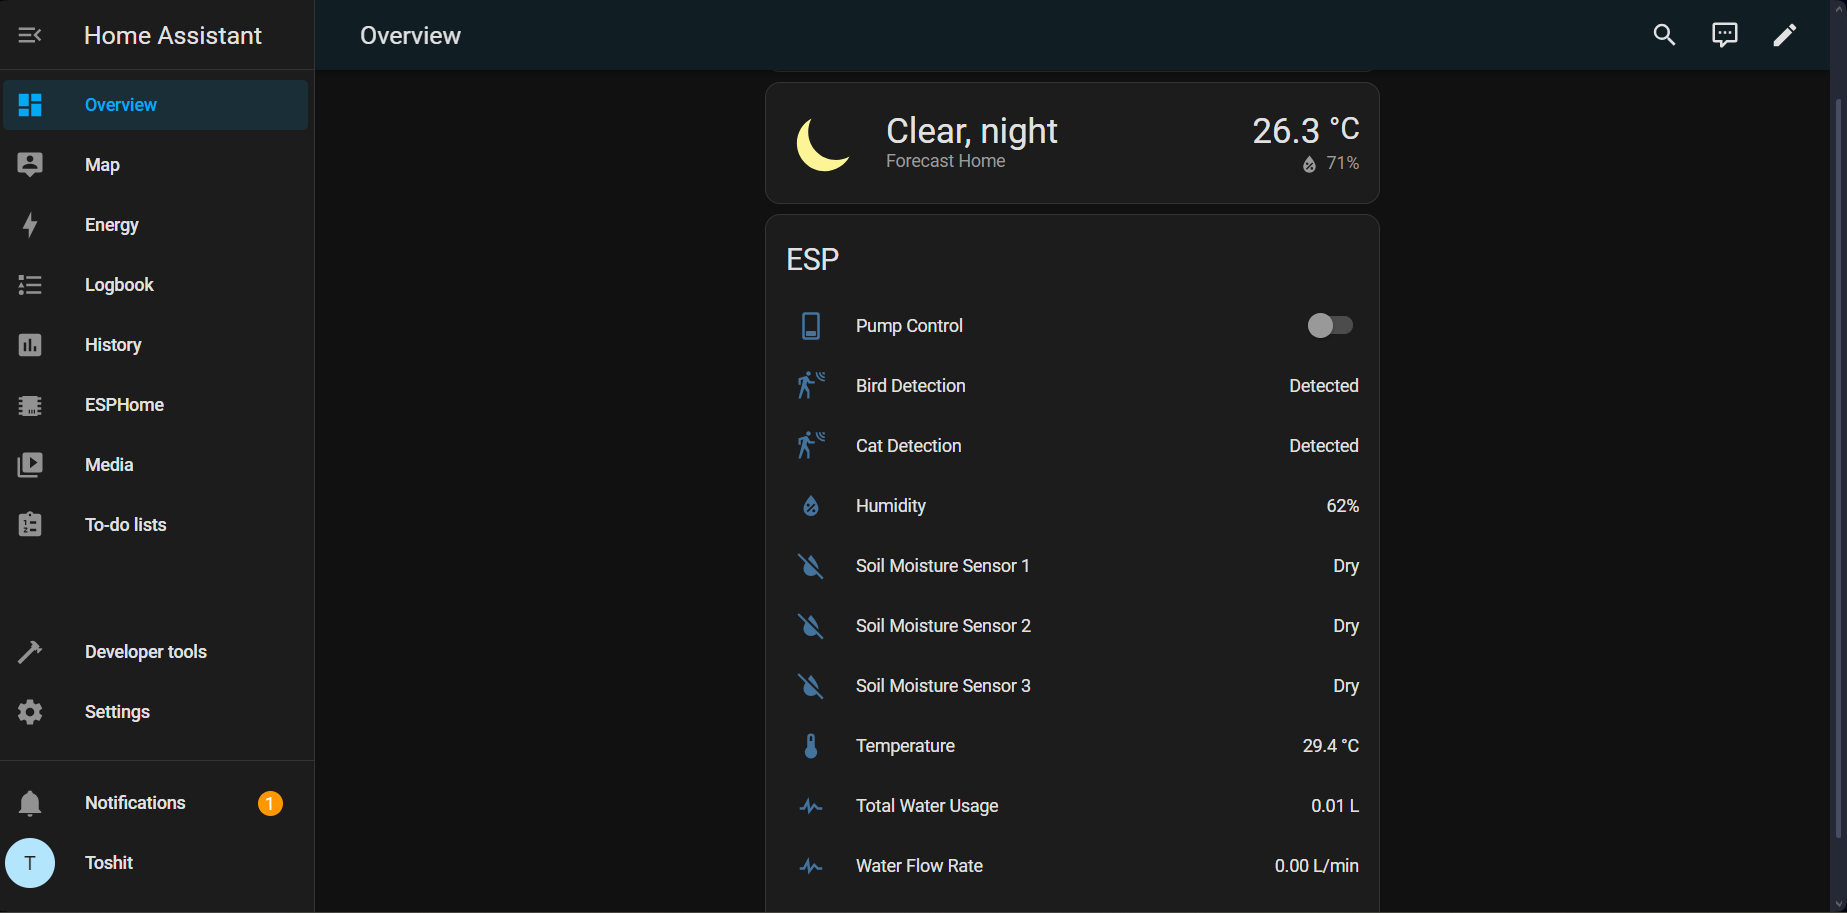 Home Assistant
Overview
Overview
Map
Energy
Logbook
History
ESPHome
Media
To-do lists
Developer tools
Settings
Notifications 1
T Toshit
Clear, night 26.3 °C
Forecast Home 71%
ESP
Pump Control
Bird Detection Detected
Cat Detection Detected
Humidity 62%
Soil Moisture Sensor 1 Dry
Soil Moisture Sensor 2 Dry
Soil Moisture Sensor 3 Dry
Temperature 29.4 °C
Total Water Usage 0.01 L
Water Flow Rate 0.00 L/min